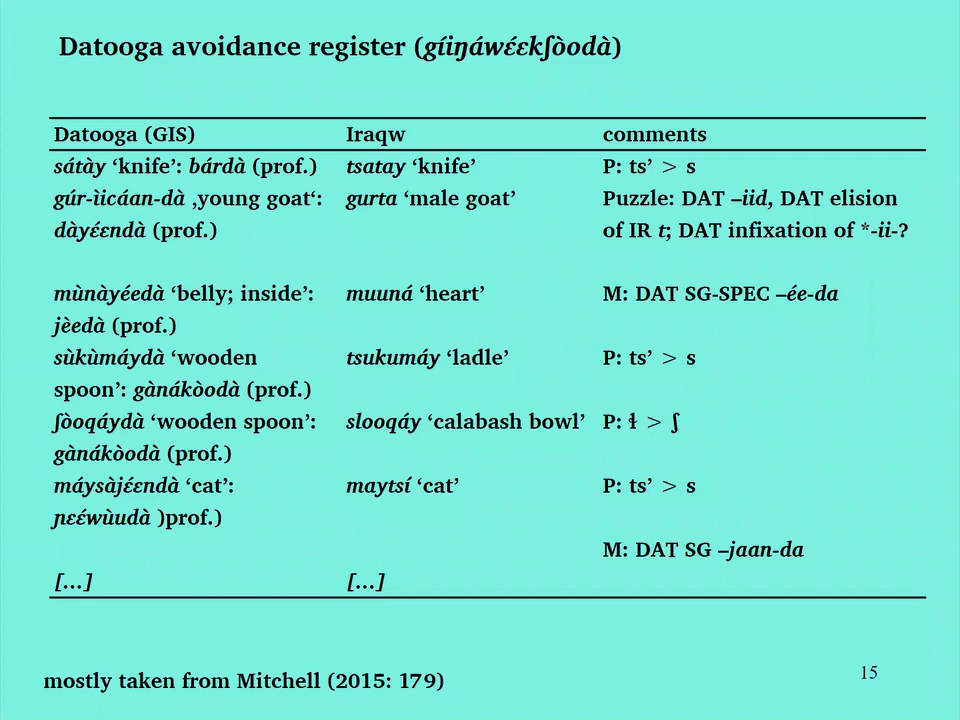 Datooga avoidance register (gíiŋáwɛ́ɛkʃòodà)
Datooga (GIS) Iraqw comments
sátày ‘knife’: bárdà (prof.) tsatay ‘knife’ P: ts’ > s
gúr-ìicáan-dà ‚young goat‘: gurta ‘male goat’ Puzzle: DAT –iid, DAT elision
dàyɛ́ɛndà (prof.) of IR t; DAT infixation of *-ii-?
mùnàyéedà ‘belly; inside’: muuná ‘heart’ M: DAT SG-SPEC –ée-da
jèedà (prof.)
sùkùmáydà ‘wooden tsukumáy ‘ladle’ P: ts’ > s
spoon’: gànákòodà (prof.)
ʃòoqáydà ‘wooden spoon’: slooqáy ‘calabash bowl’ P: ɬ > ʃ
gànákòodà (prof.)
máysàjɛ́ɛndà ‘cat’: maytsí ‘cat’ P: ts’ > s
ɲɛɛ́wùudà )prof.)
M: DAT SG –jaan-da
[…] […]
mostly taken from Mitchell (2015: 179)
15